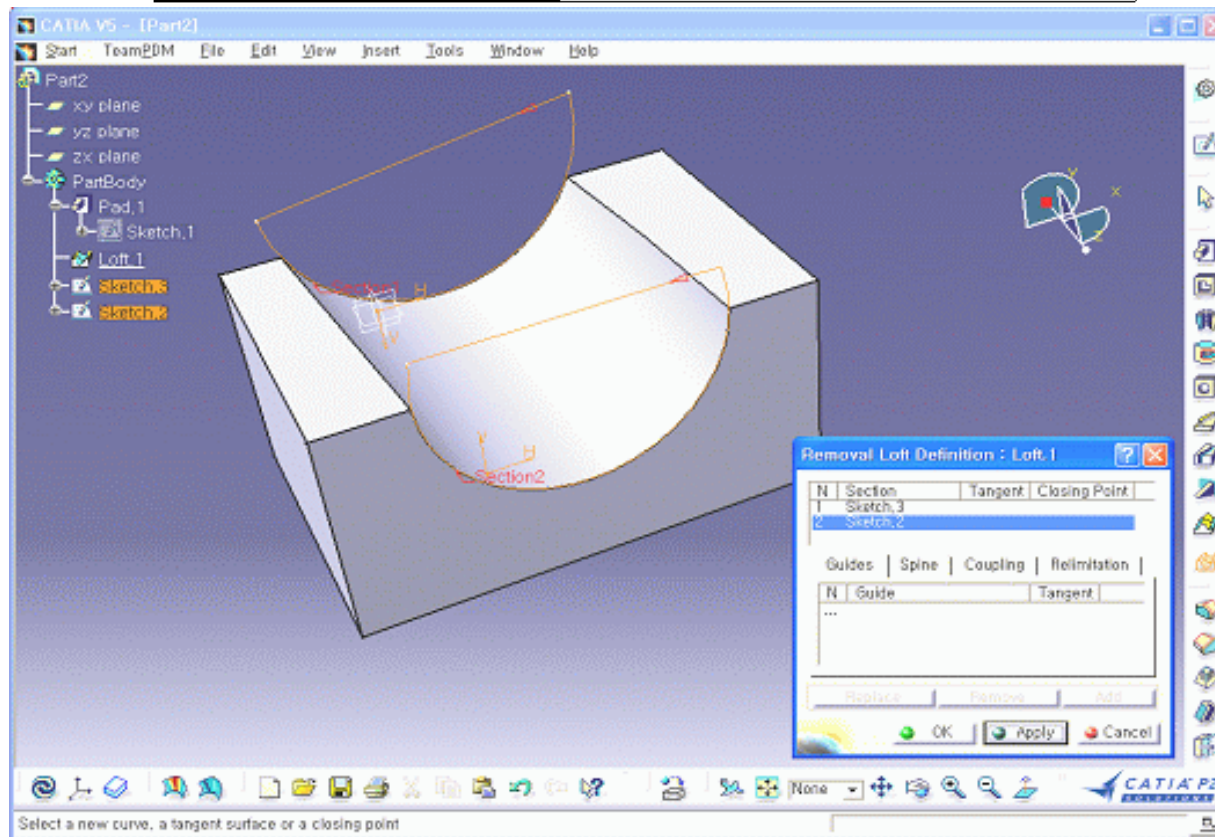 CATIA V5 - [Part2]
Start TeamPDM File Edit View Insert Tools Window Help
Part2
xy plane
yz plane
zx plane
PartBody
Pad.1
Sketch.1
Loft.1
Sketch.3
Sketch.2
Section1
H
V
V
H
Section2
y
x
z
Removal Loft Definition : Loft.1
N Section Tangent Closing Point
1 Sketch.3
2 Sketch.2
Guides Spine Coupling Relimitation
N Guide Tangent
...
Replace Remove Add
OK Apply Cancel
None
CATIA P2
SOLUTIONS
Select a new curve, a tangent surface or a closing point